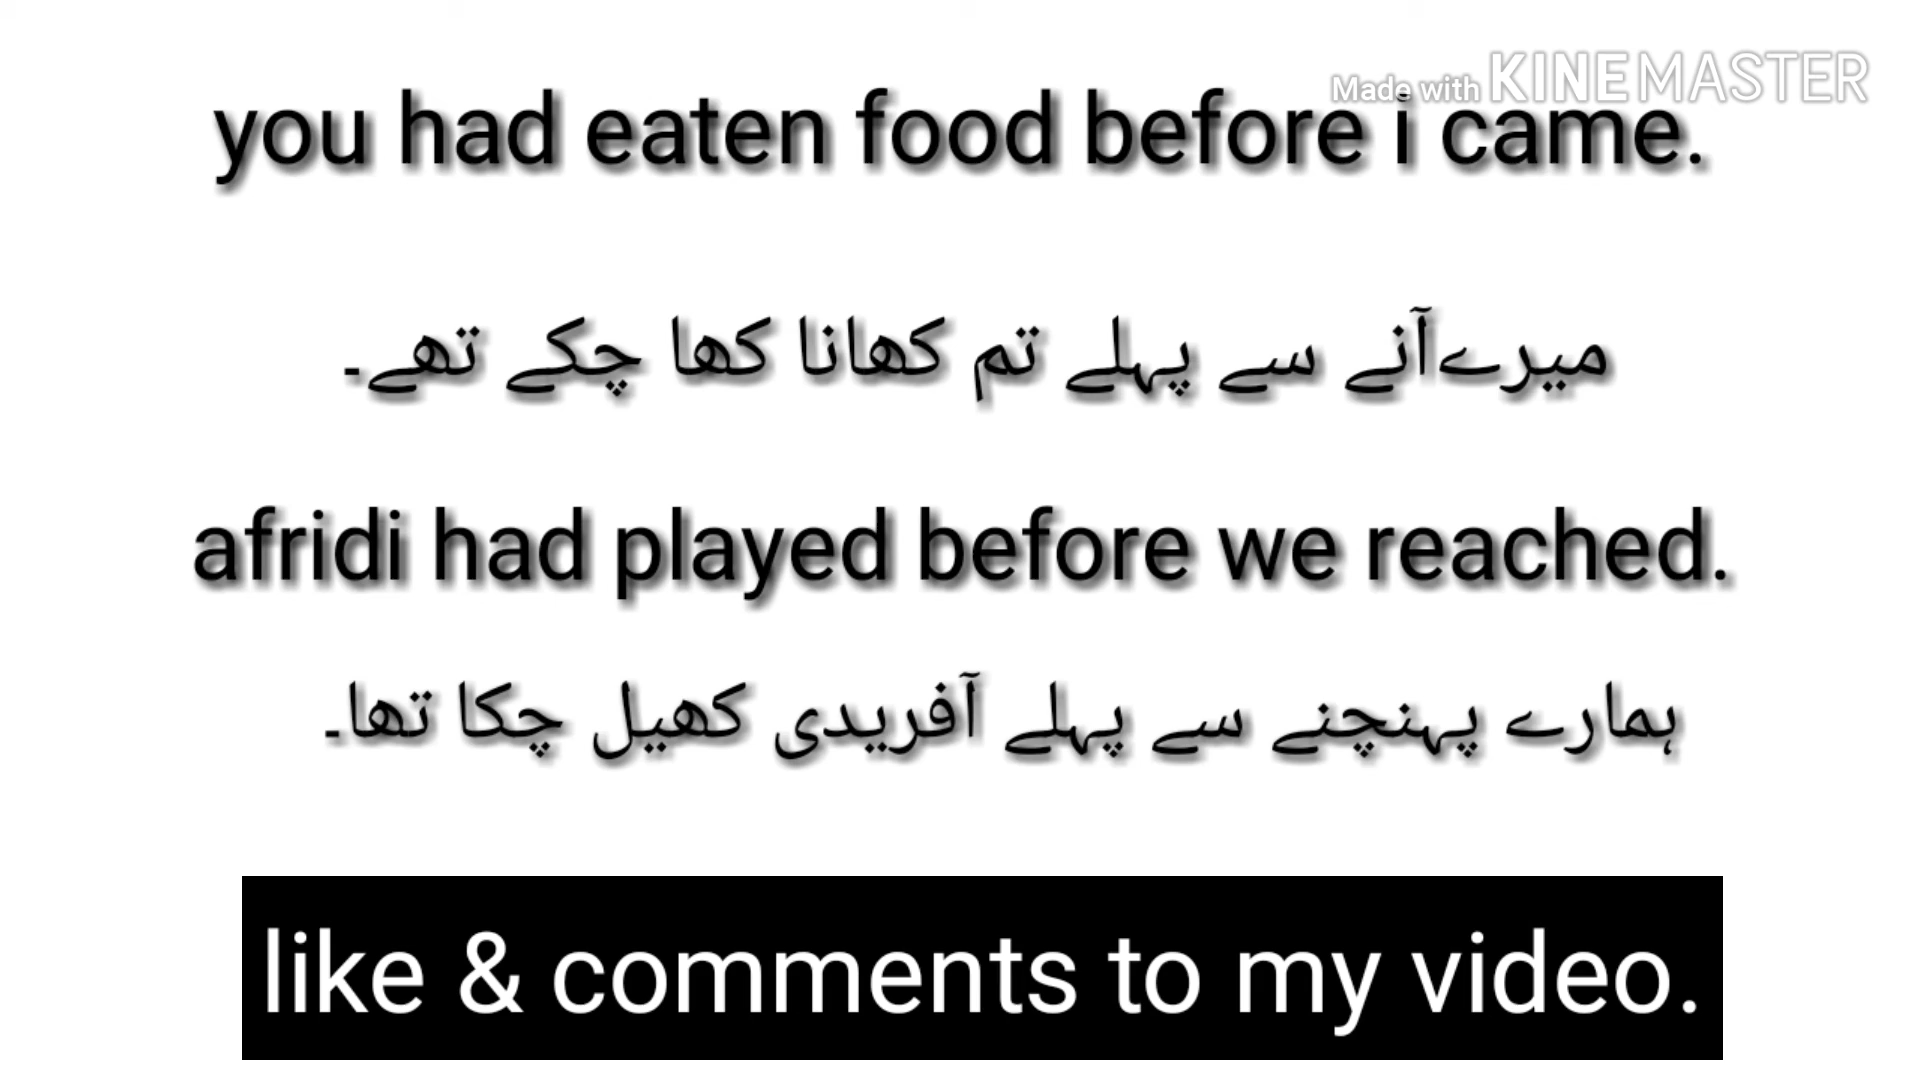 Made with KINEMASTER
you had eaten food before i came.
میرےآنے سے پہلے تم کھانا کھا چکے تھے۔
afridi had played before we reached.
ہمارے پہنچنے سے پہلے آفریدی کھیل چکا تھا۔
like & comments to my video.